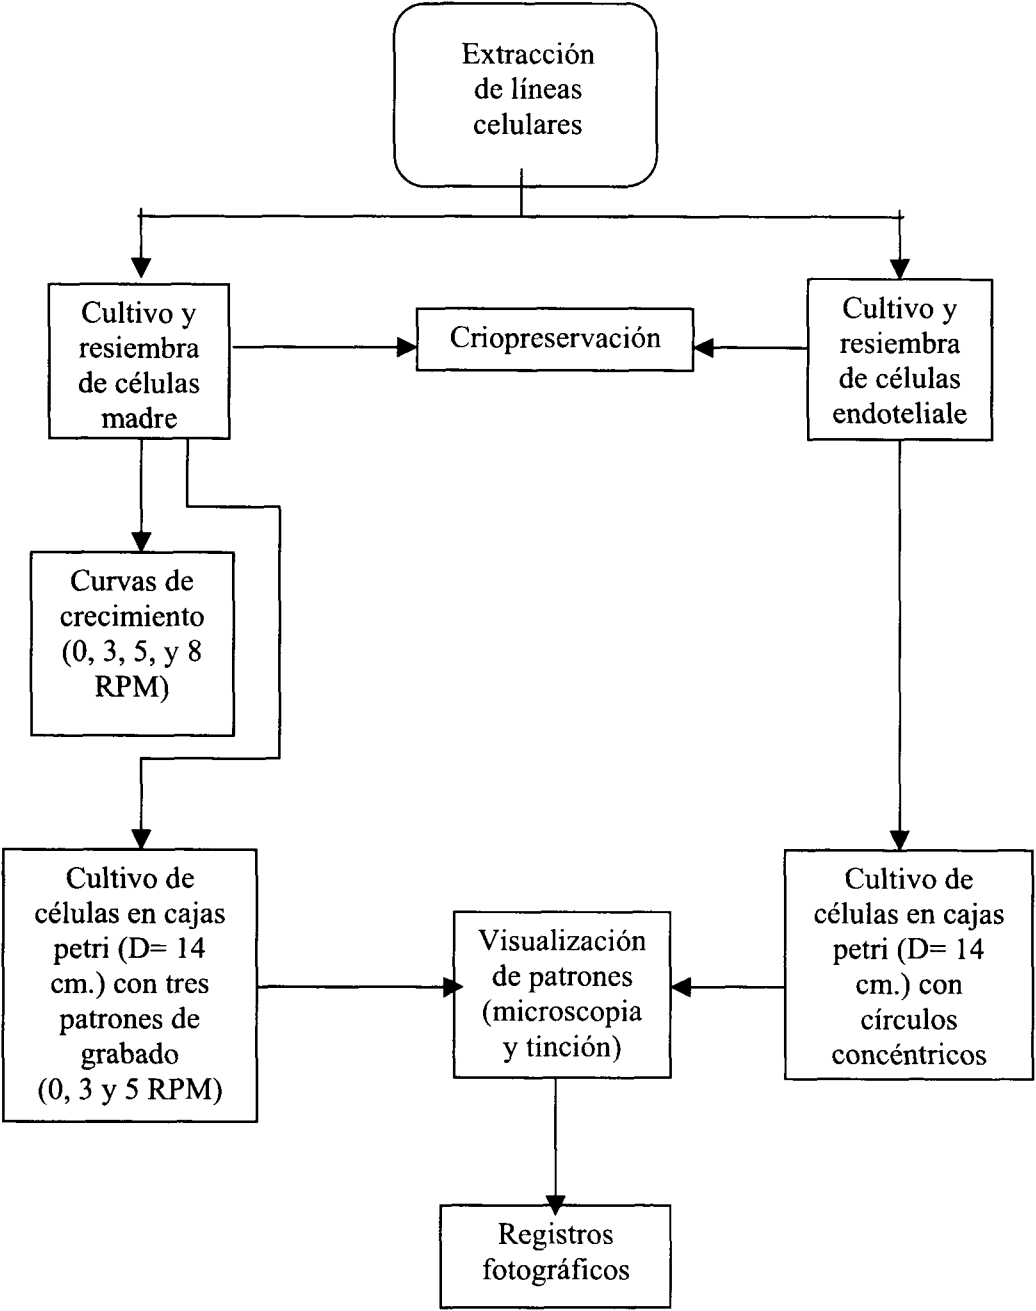 Extracción
de líneas
celulares
Cultivo y
resiembra
de células
madre
Criopreservación
Cultivo y
resiembra
de células
endoteliale
Curvas de
crecimiento
(0, 3, 5, y 8
RPM)
Cultivo de
células en cajas
petri (D= 14
cm.) con tres
patrones de
grabado
(0, 3 y 5 RPM)
Visualización
de patrones
(microscopia
y tinción)
Cultivo de
células en cajas
petri (D= 14
cm.) con
círculos
concéntricos
Registros
fotográficos